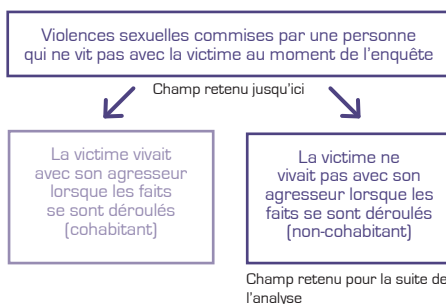 Violences sexuelles commises par une personne
qui ne vit pas avec la victime au moment de l'enquête
Champ retenu jusqu'ici
La victime vivait
avec son agresseur
lorsque les faits
se sont déroulés
(cohabitant)
La victime ne
vivait pas avec son
agresseur lorsque les
faits se sont déroulés
(non-cohabitant)
Champ retenu pour la suite de
l'analyse